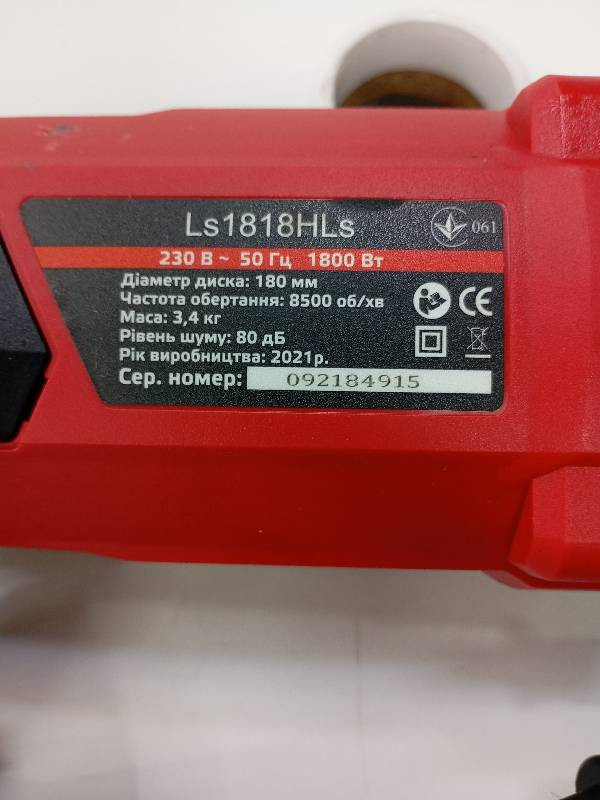 Ls1818HLs
061
230 В ~ 50 Гц 1800 Вт
Діаметр диска: 180 мм
Частота обертання: 8500 об/хв
Маса: 3,4 кг
Рівень шуму: 80 дБ
Рік виробництва: 2021р.
Сер. номер: 092184915
CE